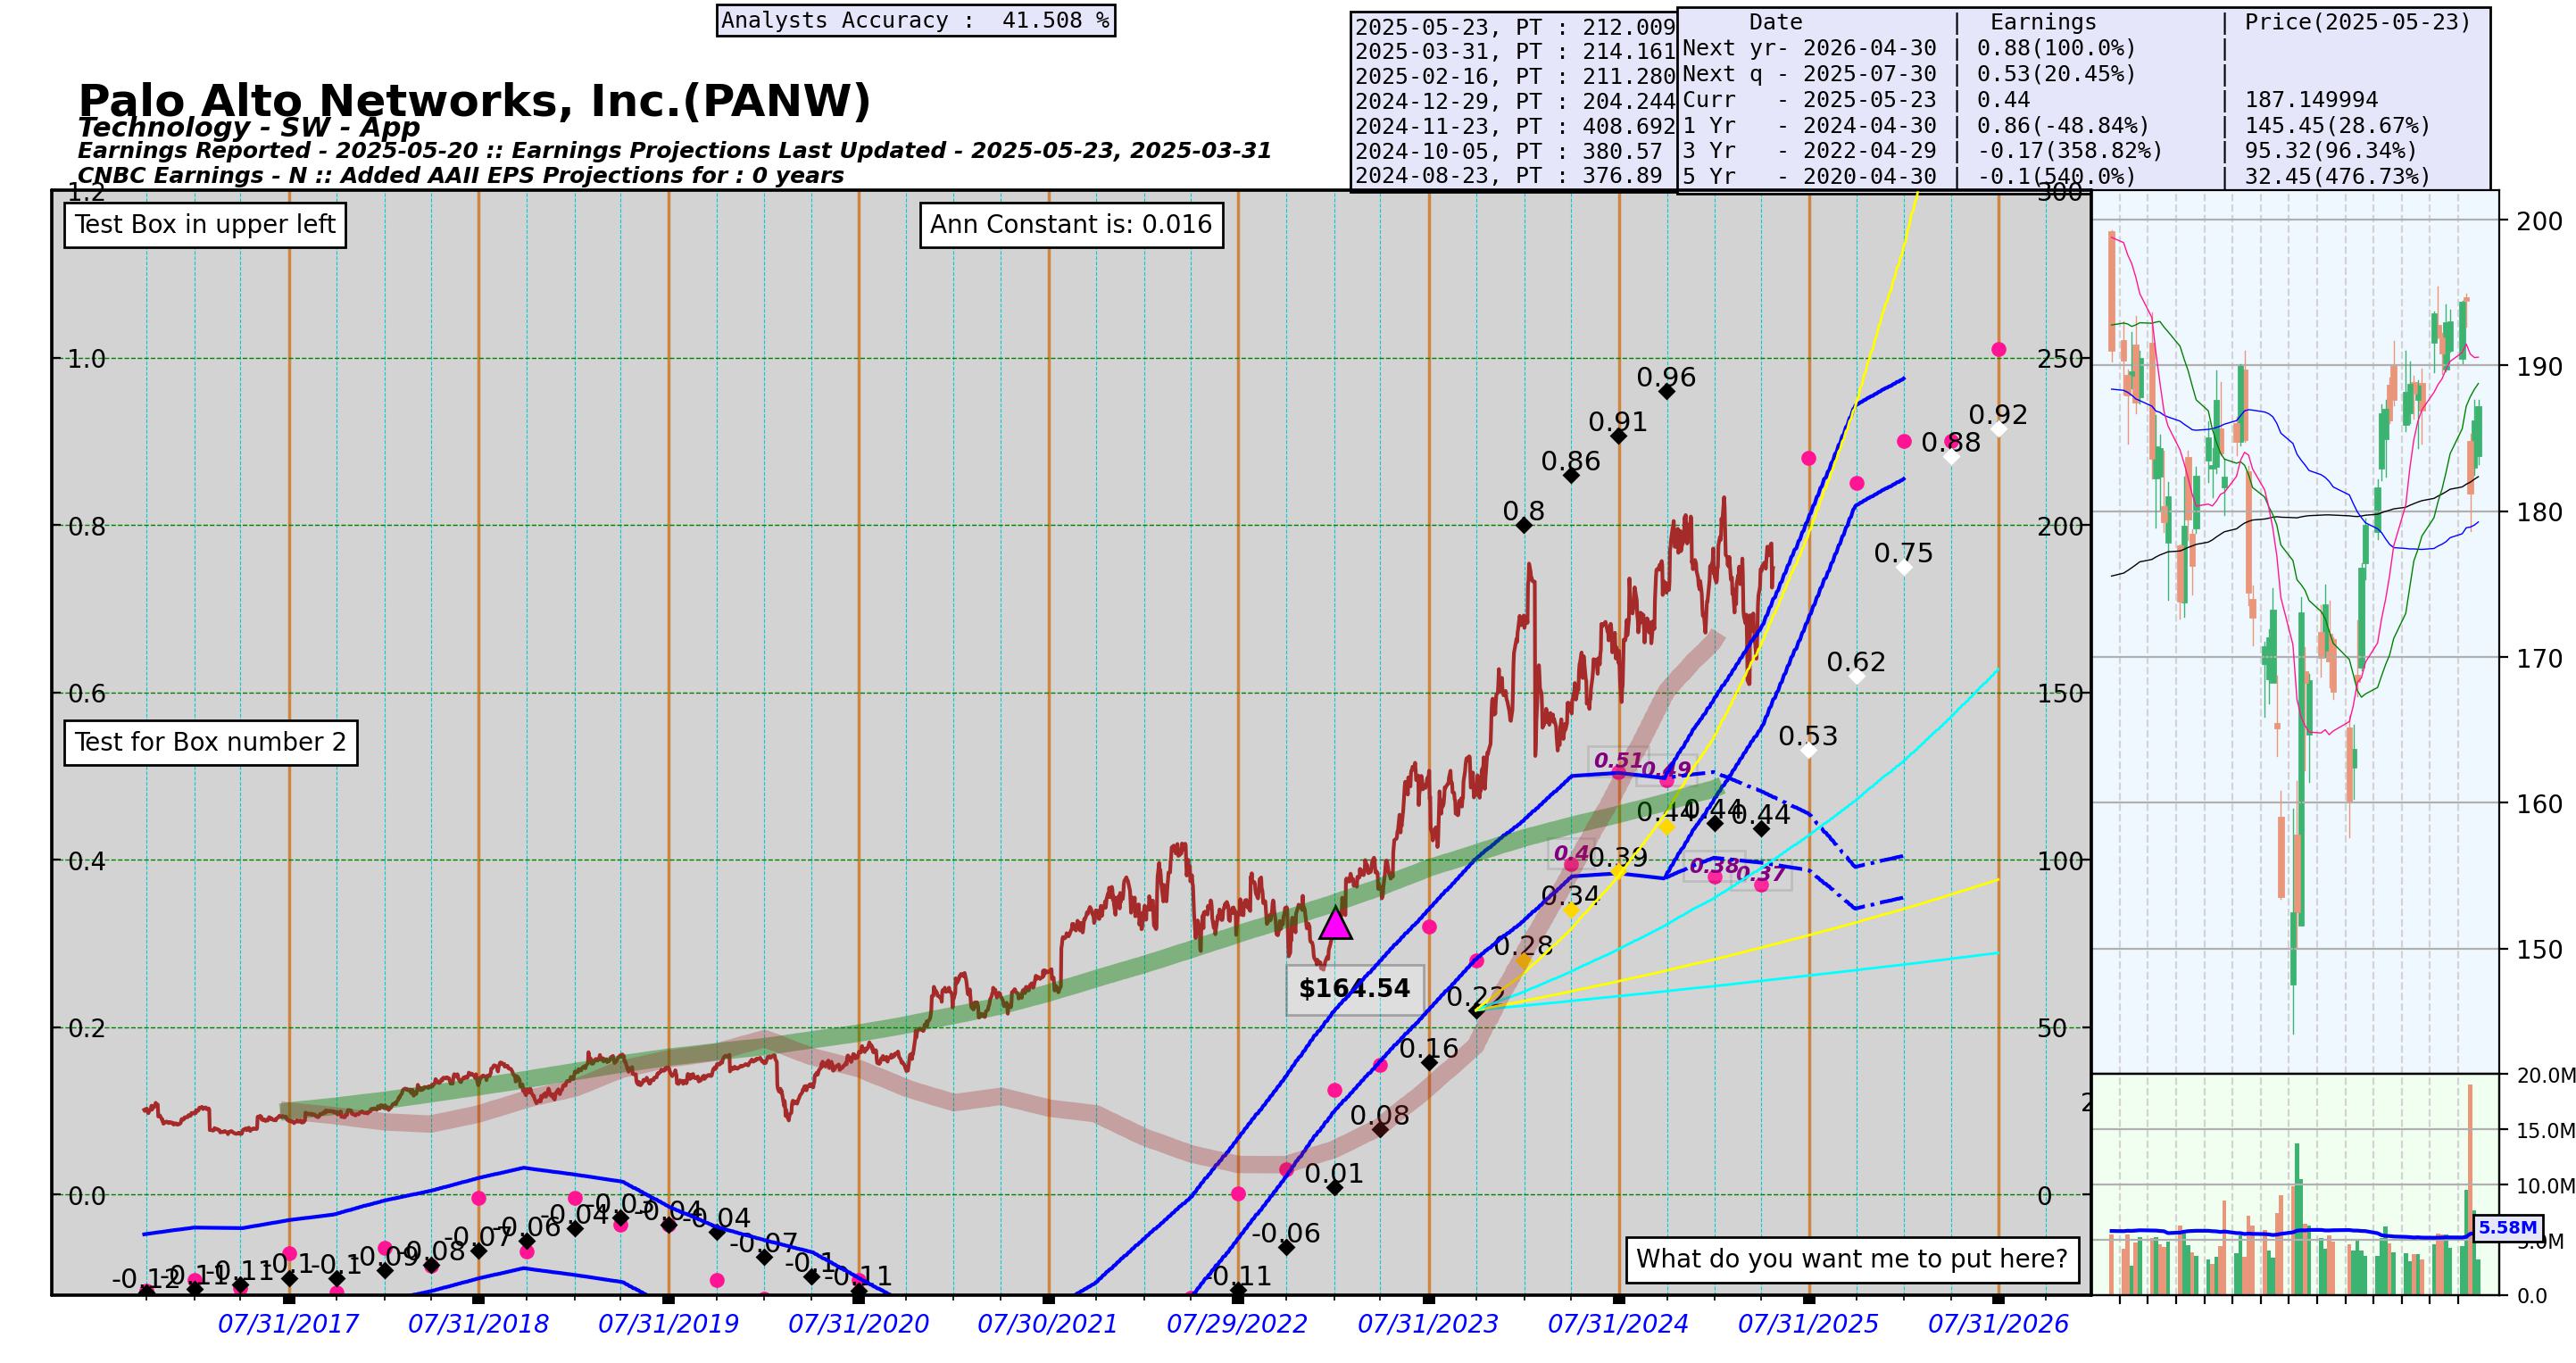 Analysts Accuracy :  41.508 %
2025-05-23, PT : 212.009
2025-03-31, PT : 214.161
2025-02-16, PT : 211.280
2024-12-29, PT : 204.244
2024-11-23, PT : 408.692
2024-10-05, PT : 380.57
2024-08-23, PT : 376.89
Date | Earnings | Price(2025-05-23)
Next yr- 2026-04-30 | 0.88(100.0%) |
Next q - 2025-07-30 | 0.53(20.45%) |
Curr - 2025-05-23 | 0.44 | 187.149994
1 Yr - 2024-04-30 | 0.86(-48.84%) | 145.45(28.67%)
3 Yr - 2022-04-29 | -0.17(358.82%) | 95.32(96.34%)
5 Yr - 2020-04-30 | -0.1(540.0%) | 32.45(476.73%)
Palo Alto Networks, Inc.(PANW)
Technology - SW - App
Earnings Reported - 2025-05-20 :: Earnings Projections Last Updated - 2025-05-23, 2025-03-31
CNBC Earnings - N :: Added AAII EPS Projections for : 0 years
Test Box in upper left
Ann Constant is: 0.016
Test for Box number 2
What do you want me to put here?
$164.54
1.2
1.0
0.8
0.6
0.4
0.2
0.0
300
250
200
150
100
50
0
-0.12
-0.11
-0.11
-0.1
-0.1
-0.09
-0.08
-0.07
-0.06
-0.04
-0.03
-0.04
-0.04
-0.07
-0.1
-0.11
-0.11
-0.06
0.01
0.08
0.16
0.22
0.28
0.34
0.39
0.44
0.44
0.44
0.8
0.86
0.91
0.96
0.4
0.51
0.49
0.38
0.37
0.53
0.62
0.75
0.88
0.92
07/31/2017
07/31/2018
07/31/2019
07/31/2020
07/30/2021
07/29/2022
07/31/2023
07/31/2024
07/31/2025
07/31/2026
200
190
180
170
160
150
2
20.0M
15.0M
10.0M
5.58M
0.0